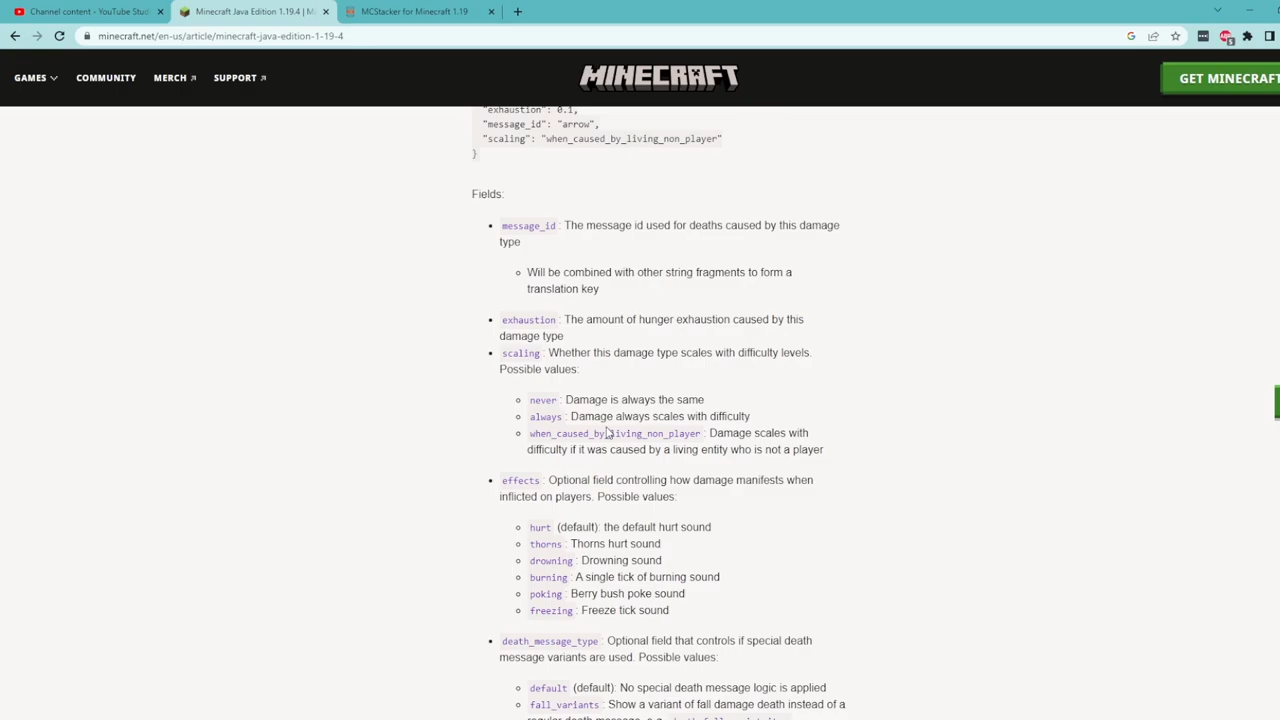 Channel content - YouTube Stud
Minecraft Java Edition 1.19.4 | M
MCStacker for Minecraft 1.19
minecraft.net/en-us/article/minecraft-java-edition-1-19-4
GAMES
COMMUNITY
MERCH
SUPPORT
MINECRAFT
GET MINECRAFT
"exhaustion": 0.1,
"message_id": "arrow",
"scaling": "when_caused_by_living_non_player"
}
Fields:
message_id : The message id used for deaths caused by this damage
type
Will be combined with other string fragments to form a
translation key
exhaustion : The amount of hunger exhaustion caused by this
damage type
scaling : Whether this damage type scales with difficulty levels.
Possible values:
never : Damage is always the same
always : Damage always scales with difficulty
when_caused_by_living_non_player : Damage scales with
difficulty if it was caused by a living entity who is not a player
effects : Optional field controlling how damage manifests when
inflicted on players. Possible values:
hurt (default): the default hurt sound
thorns : Thorns hurt sound
drowning : Drowning sound
burning : A single tick of burning sound
poking : Berry bush poke sound
freezing : Freeze tick sound
death_message_type : Optional field that controls if special death
message variants are used. Possible values:
default (default): No special death message logic is applied
fall_variants : Show a variant of fall damage death instead of a
regular death message, e.g.